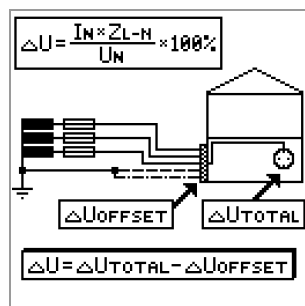 △U = IN×ZL-N / UN ×100%
△UOFFSET
△UTOTAL
△U=△UTOTAL-△UOFFSET